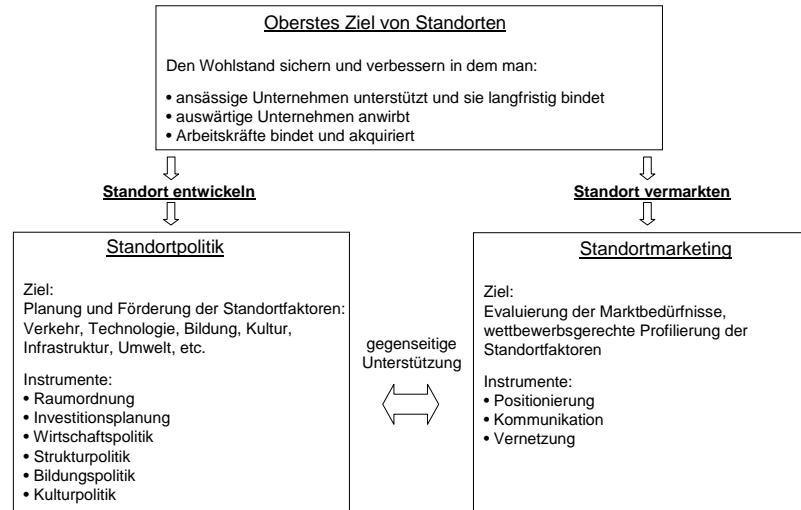 Oberstes Ziel von Standorten
Den Wohlstand sichern und verbessern in dem man:
• ansässige Unternehmen unterstützt und sie langfristig bindet
• auswärtige Unternehmen anwirbt
• Arbeitskräfte bindet und akquiriert
Standort entwickeln
Standort vermarkten
Standortpolitik
Ziel:
Planung und Förderung der Standortfaktoren:
Verkehr, Technologie, Bildung, Kultur,
Infrastruktur, Umwelt, etc.
Instrumente:
• Raumordnung
• Investitionsplanung
• Wirtschaftspolitik
• Strukturpolitik
• Bildungspolitik
• Kulturpolitik
gegenseitige
Unterstützung
Standortmarketing
Ziel:
Evaluierung der Marktbedürfnisse,
wettbewerbsgerechte Profilierung der
Standortfaktoren
Instrumente:
• Positionierung
• Kommunikation
• Vernetzung